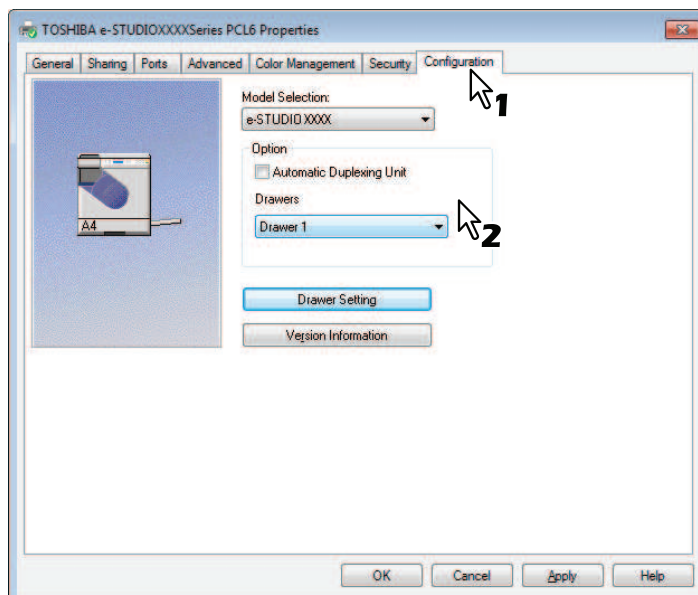 TOSHIBA e-STUDIOXXXXSeries PCL6 Properties
General Sharing Ports Advanced Color Management Security Configuration
1
Model Selection:
e-STUDIO XXXX
Option
Automatic Duplexing Unit
Drawers
Drawer 1
2
A4
Drawer Setting
Version Information
OK Cancel Apply Help